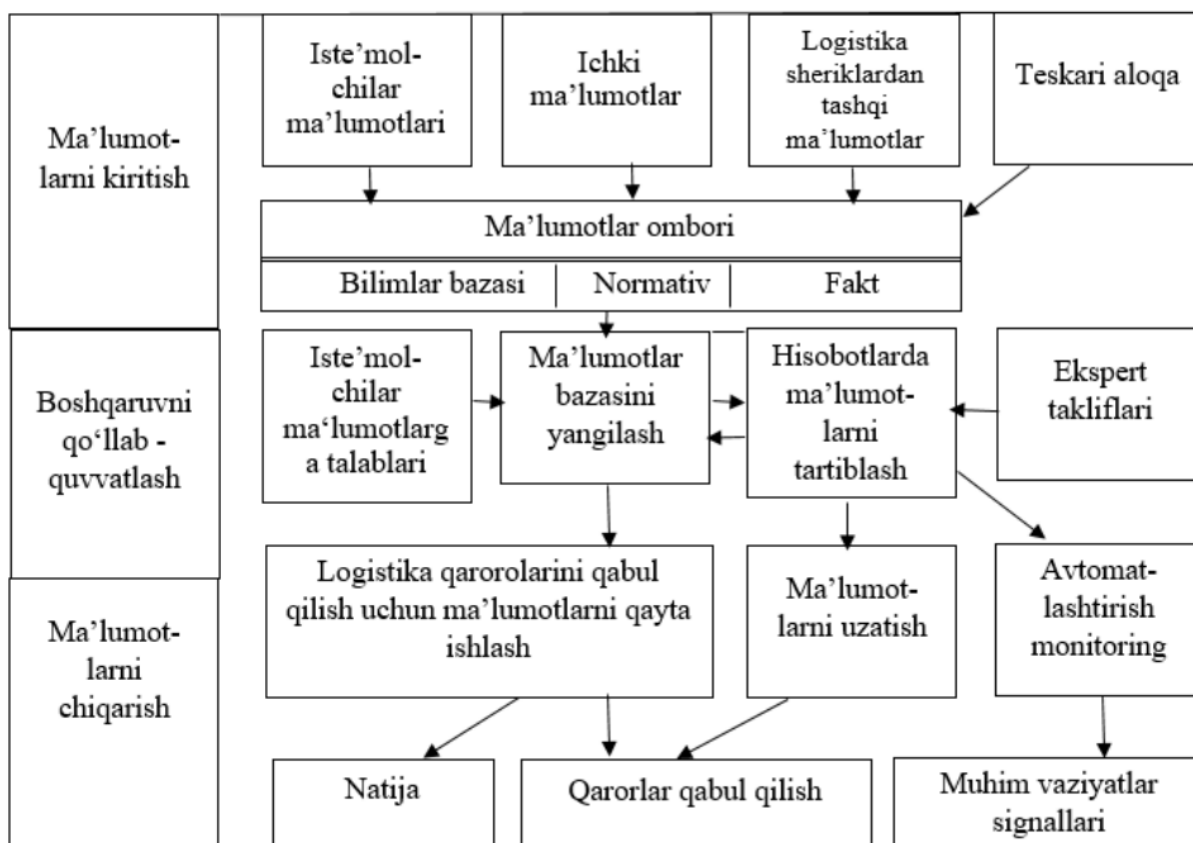 Ma’lumot-
larni kiritish
Iste’mol-
chilar
ma’lumotlari
Ichki
ma’lumotlar
Logistika
sheriklardan
tashqi
ma’lumotlar
Teskari aloqa
Ma’lumotlar ombori
Bilimlar bazasi
Normativ
Fakt
Boshqaruvni
qo‘llab -
quvvatlash
Iste’mol-
chilar
ma‘lumotlarg
a talablari
Ma’lumotlar
bazasini
yangilash
Hisobotlarda
ma’lumot-
larni
tartiblash
Ekspert
takliflari
Ma’lumot-
larni
chiqarish
Logistika qarorolarini qabul
qilish uchun ma’lumotlarni qayta
ishlash
Ma’lumot-
larni uzatish
Avtomat-
lashtirish
monitoring
Natija
Qarorlar qabul qilish
Muhim vaziyatlar
signallari